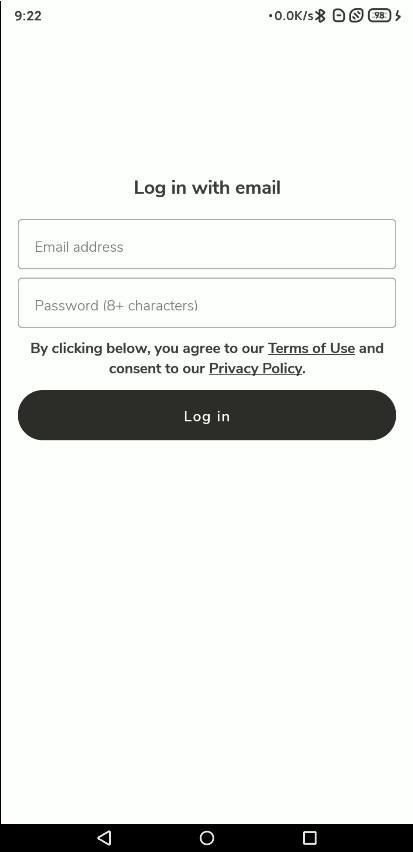 9:22
•0.0K/s 98
Log in with email
Email address
Password (8+ characters)
By clicking below, you agree to our Terms of Use and
consent to our Privacy Policy.
Log in